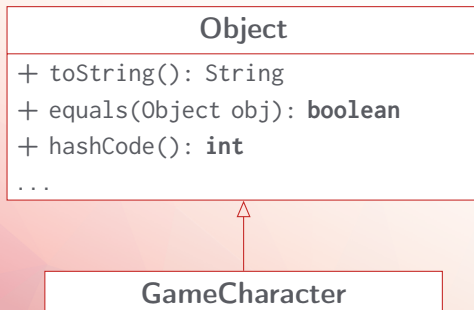 Object
+ toString(): String
+ equals(Object obj): boolean
+ hashCode(): int
...
GameCharacter